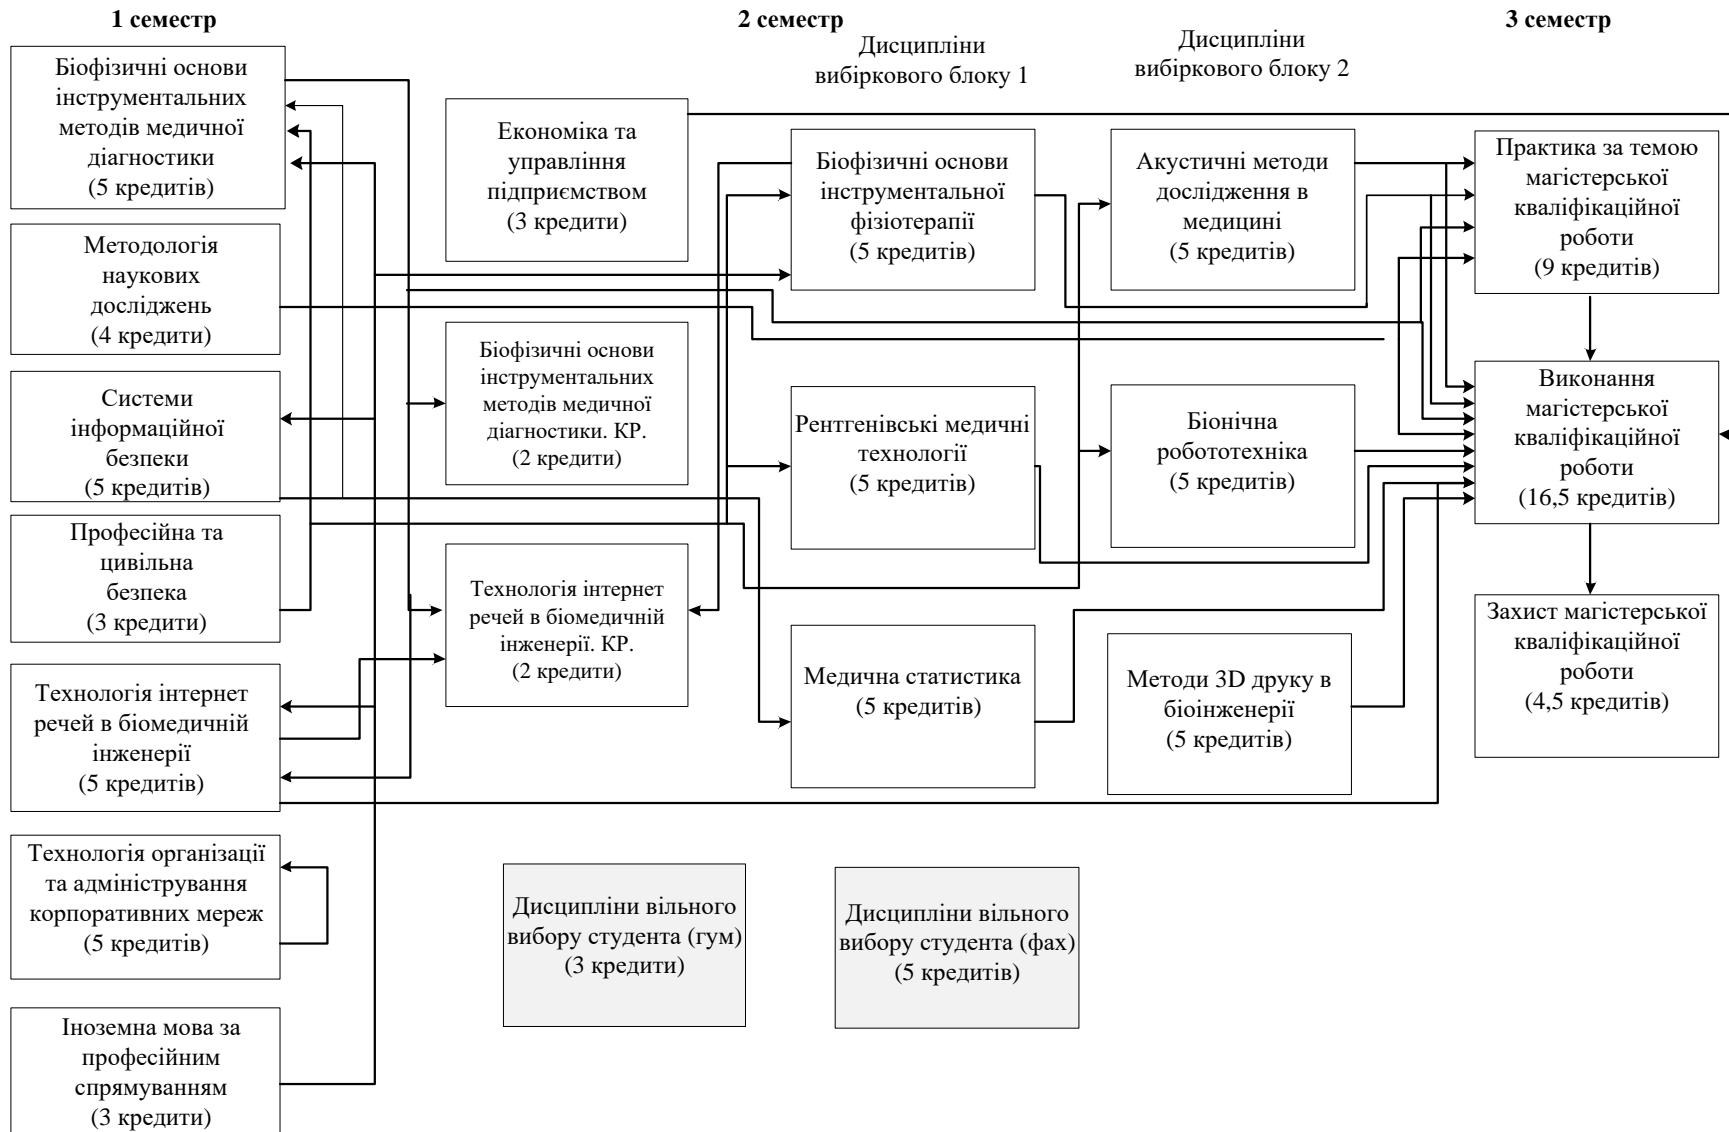 1 семестр
2 семестр
3 семестр
Дисципліни
вибіркового блоку 1
Дисципліни
вибіркового блоку 2
Біофізичні основи
інструментальних
методів медичної
діагностики
(5 кредитів)
Методологія
наукових
досліджень
(4 кредити)
Системи
інформаційної
безпеки
(5 кредитів)
Професійна та
цивільна
безпека
(3 кредити)
Технологія інтернет
речей в біомедичній
інженерії
(5 кредитів)
Технологія організації
та адміністрування
корпоративних мереж
(5 кредитів)
Іноземна мова за
професійним
спрямуванням
(3 кредити)
Економіка та
управління
підприємством
(3 кредити)
Біофізичні основи
інструментальних
методів медичної
діагностики. КР.
(2 кредити)
Технологія інтернет
речей в біомедичній
інженерії. КР.
(2 кредити)
Дисципліни вільного
вибору студента (гум)
(3 кредити)
Біофізичні основи
інструментальної
фізіотерапії
(5 кредитів)
Рентгенівські медичні
технології
(5 кредитів)
Медична статистика
(5 кредитів)
Дисципліни вільного
вибору студента (фах)
(5 кредитів)
Акустичні методи
дослідження в
медицині
(5 кредитів)
Біонічна
робототехніка
(5 кредитів)
Методи 3D друку в
біоінженерії
(5 кредитів)
Практика за темою
магістерської
кваліфікаційної
роботи
(9 кредитів)
Виконання
магістерської
кваліфікаційної
роботи
(16,5 кредитів)
Захист магістерської
кваліфікаційної
роботи
(4,5 кредитів)